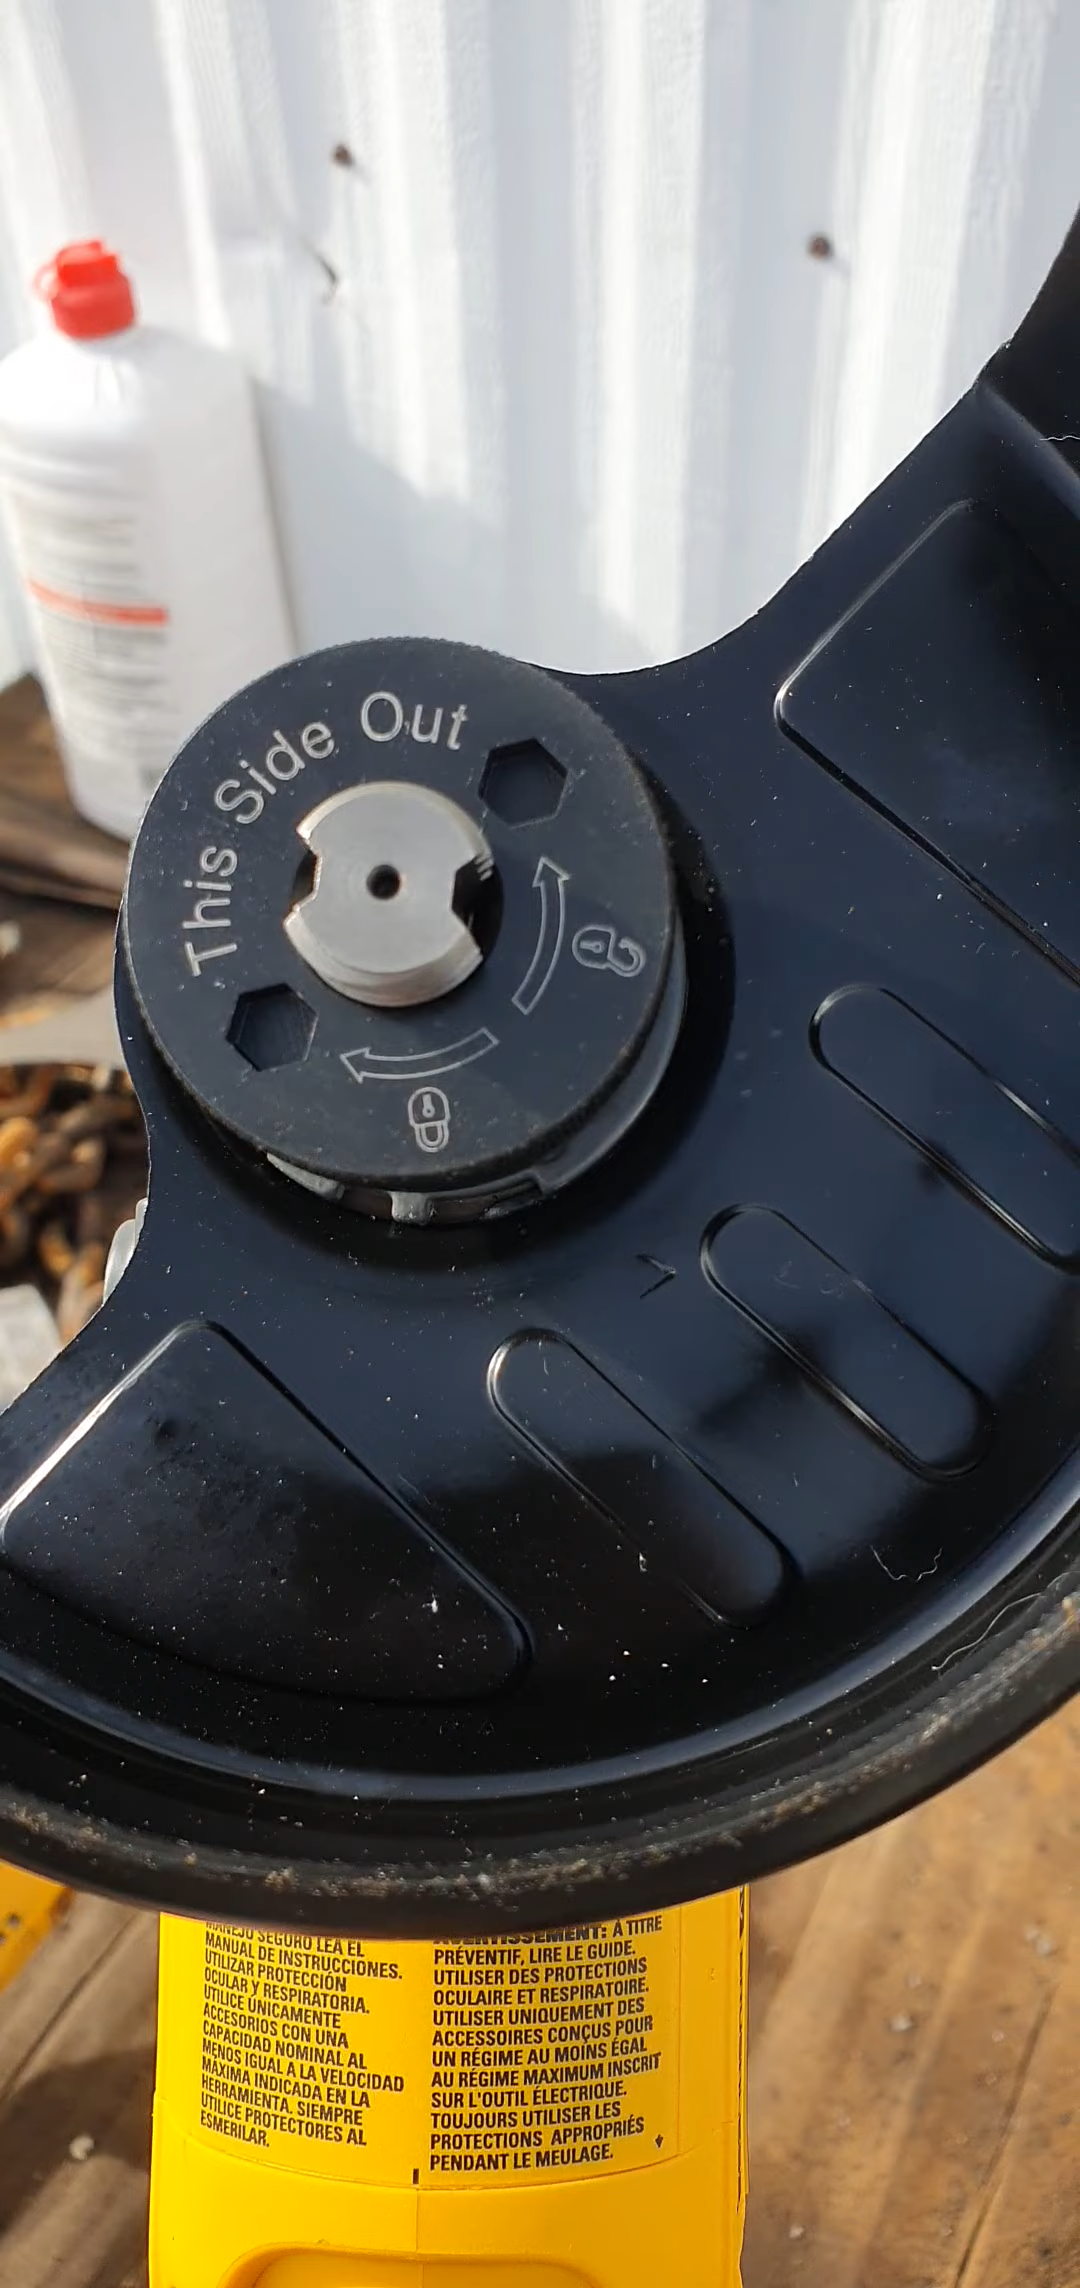 This Side Out
MANEJO SEGURO LEA EL
MANUAL DE INSTRUCCIONES.
UTILIZAR PROTECCIÓN
OCULAR Y RESPIRATORIA.
UTILICE ÚNICAMENTE
ACCESORIOS CON UNA
CAPACIDAD NOMINAL AL
MENOS IGUAL A LA VELOCIDAD
MÁXIMA INDICADA EN LA
HERRAMIENTA. SIEMPRE
UTILICE PROTECTORES AL
ESMERILAR.
AVERTISSEMENT: À TITRE
PRÉVENTIF, LIRE LE GUIDE.
UTILISER DES PROTECTIONS
OCULAIRE ET RESPIRATOIRE.
UTILISER UNIQUEMENT DES
ACCESSOIRES CONÇUS POUR
UN RÉGIME AU MOINS ÉGAL
AU RÉGIME MAXIMUM INSCRIT
SUR L'OUTIL ÉLECTRIQUE.
TOUJOURS UTILISER LES
PROTECTIONS APPROPRIÉS
PENDANT LE MEULAGE.